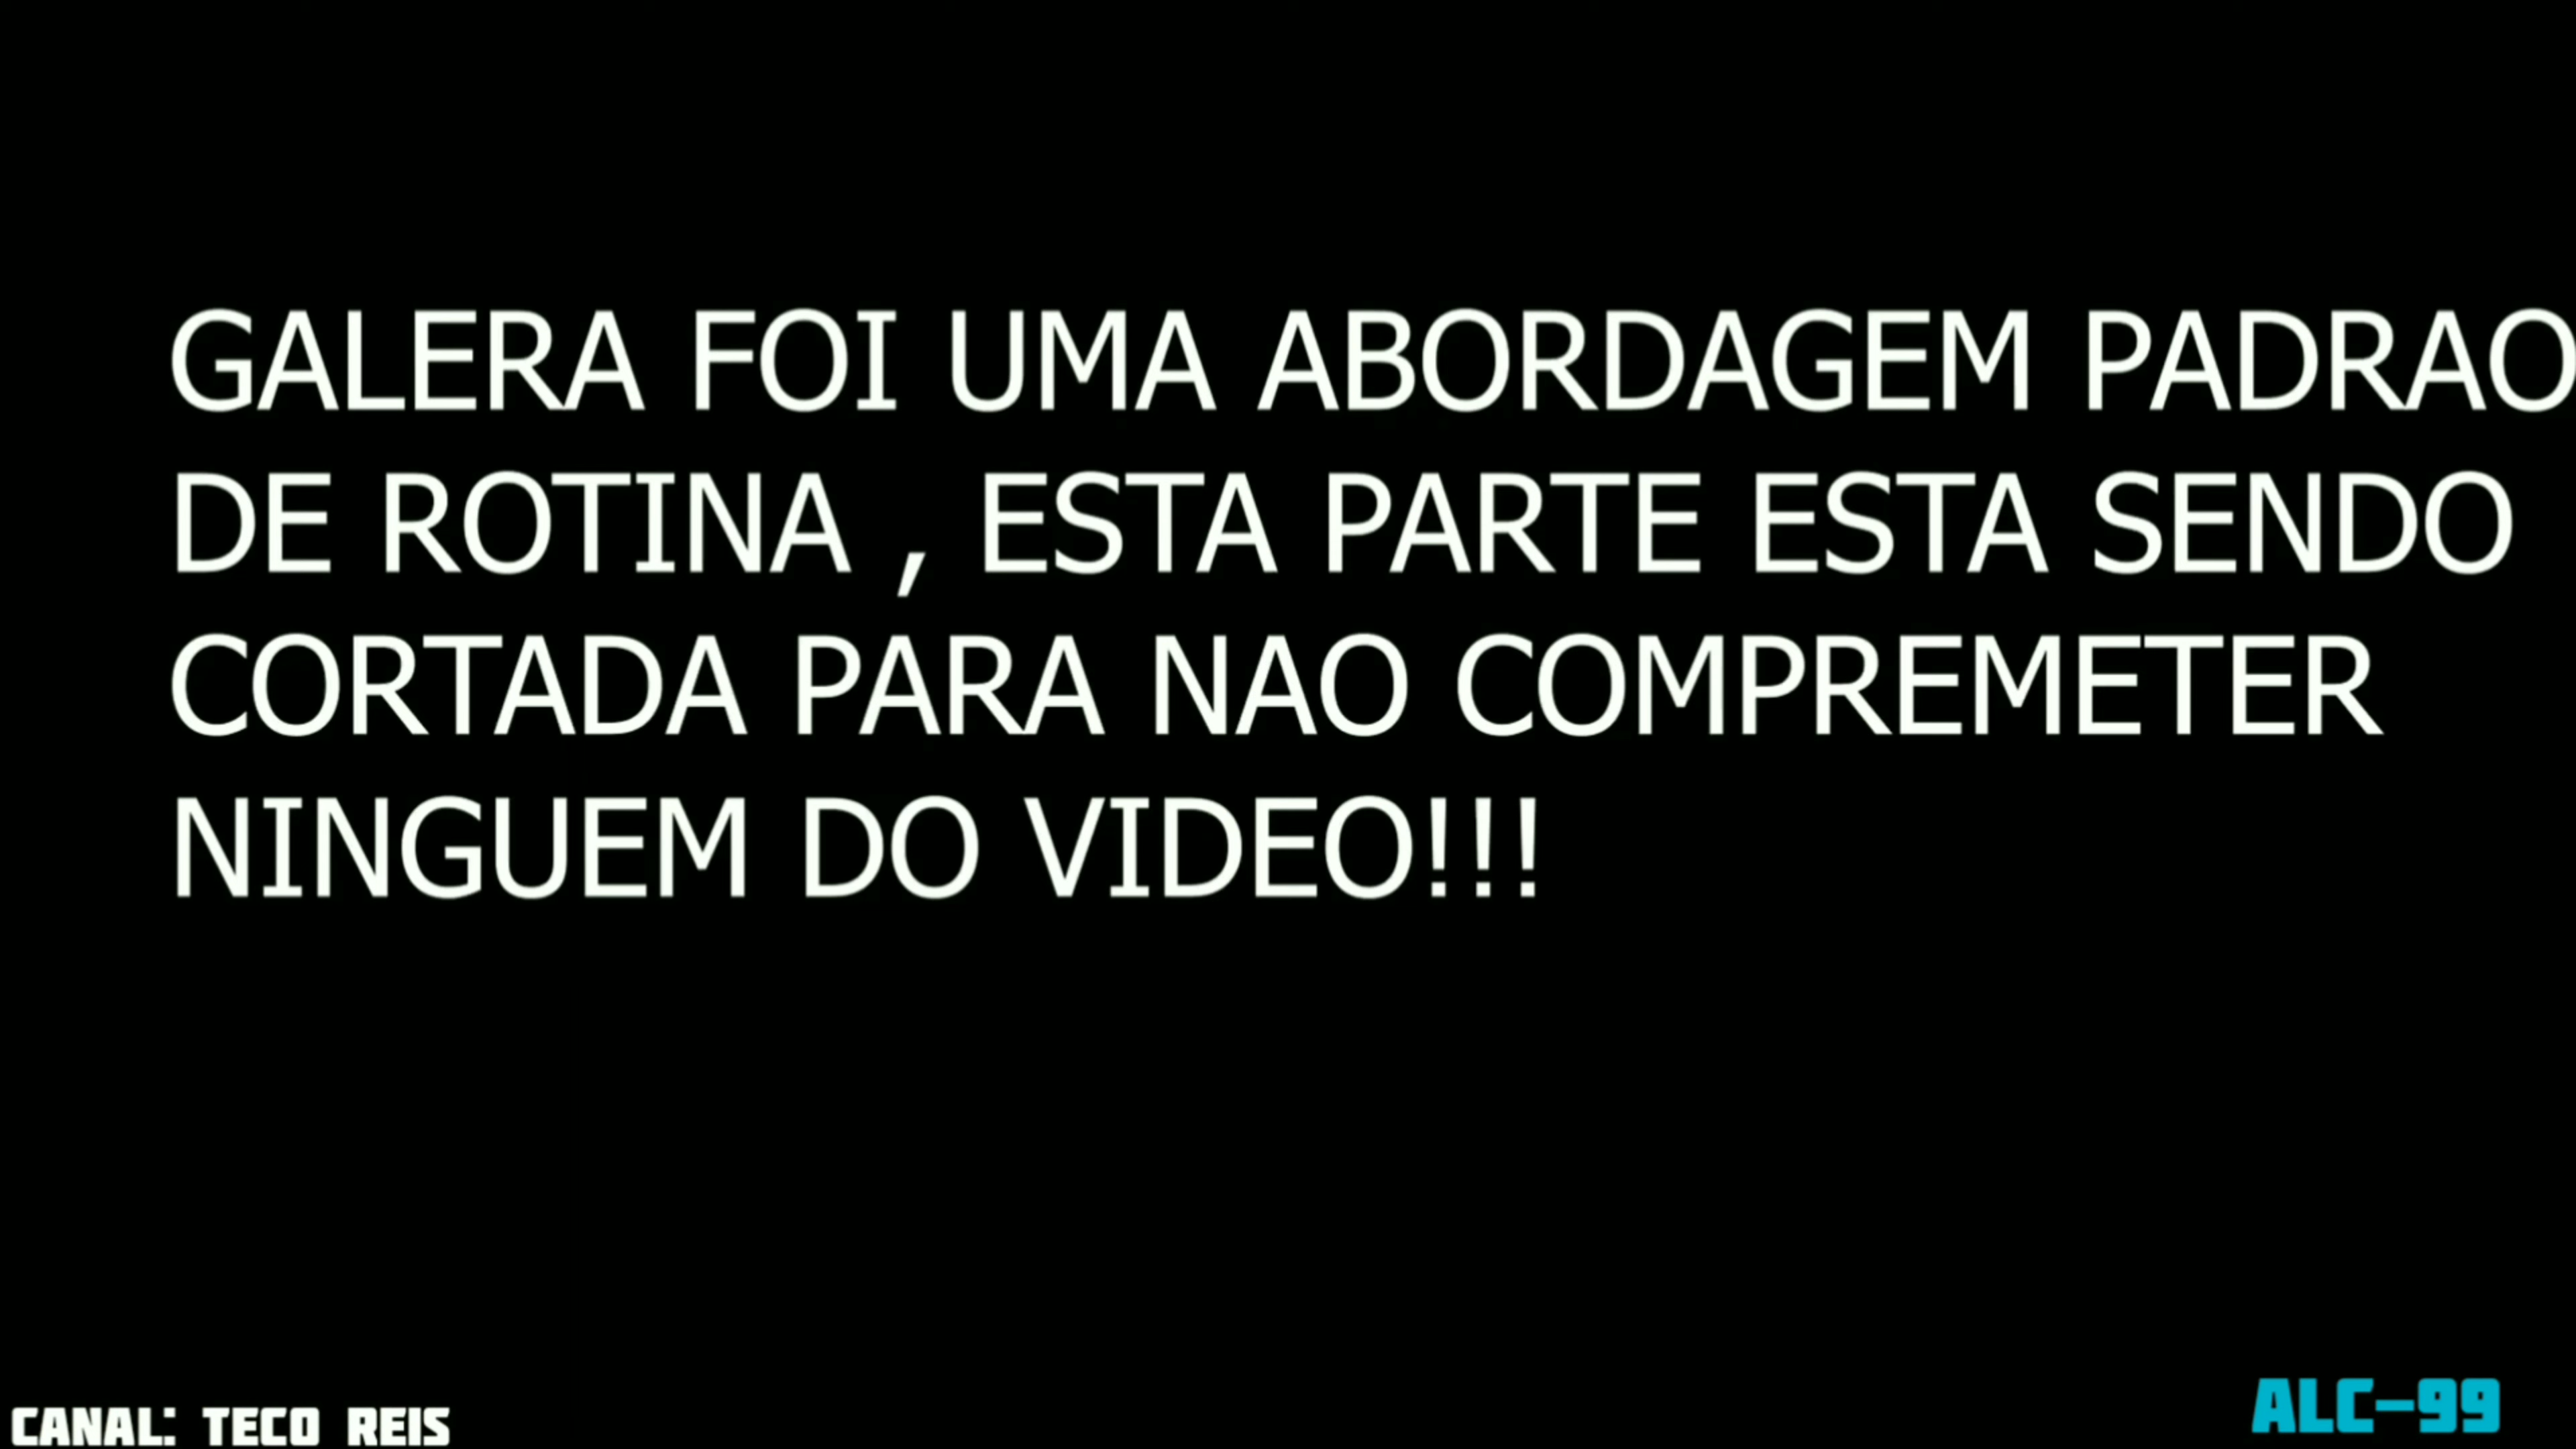 GALERA FOI UMA ABORDAGEM PADRAO
DE ROTINA , ESTA PARTE ESTA SENDO
CORTADA PARA NAO COMPREMETER
NINGUEM DO VIDEO!!!
CANAL: TECO REIS
ALC-99